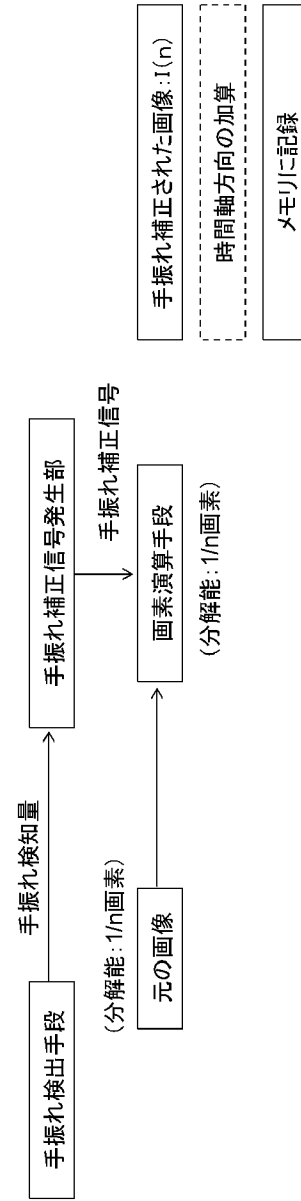 手振れ検出手段
手振れ検知量
手振れ補正信号発生部
手振れ補正信号
(分解能:1/n画素)
元の画像
画素演算手段
(分解能:1/n画素)
手振れ補正された画像:I(n)
時間軸方向の加算
メモリに記録